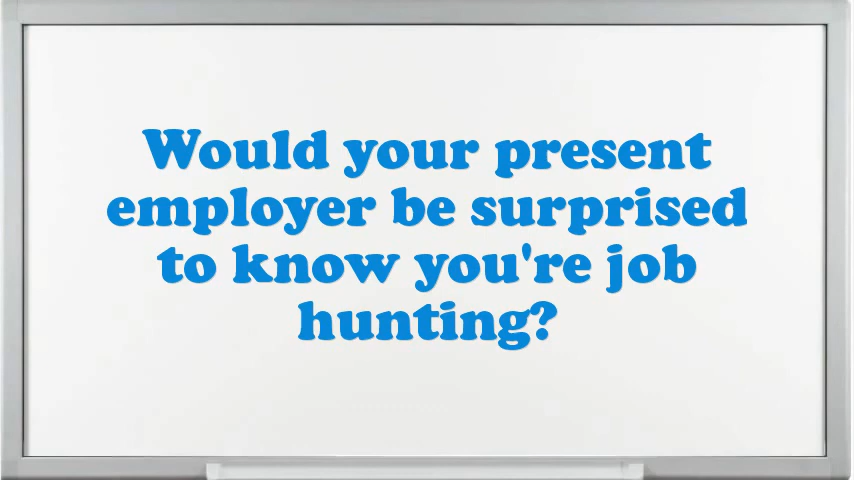 Would your present
employer be surprised
to know you're job
hunting?